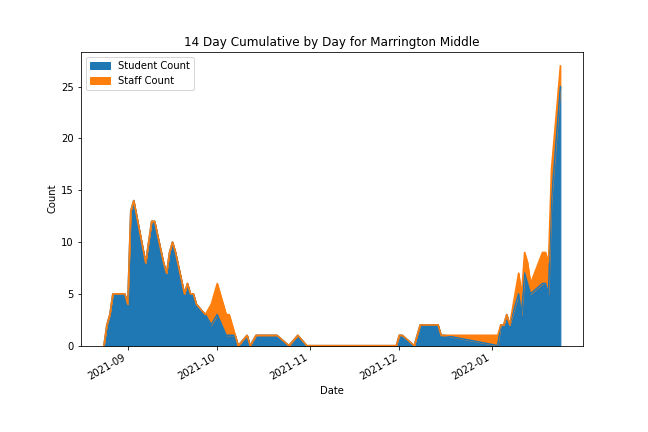 14 Day Cumulative by Day for Marrington Middle
Student Count
Staff Count
25
20
15
10
5
0
Count
2021-09
2021-10
2021-11
2021-12
2022-01
Date